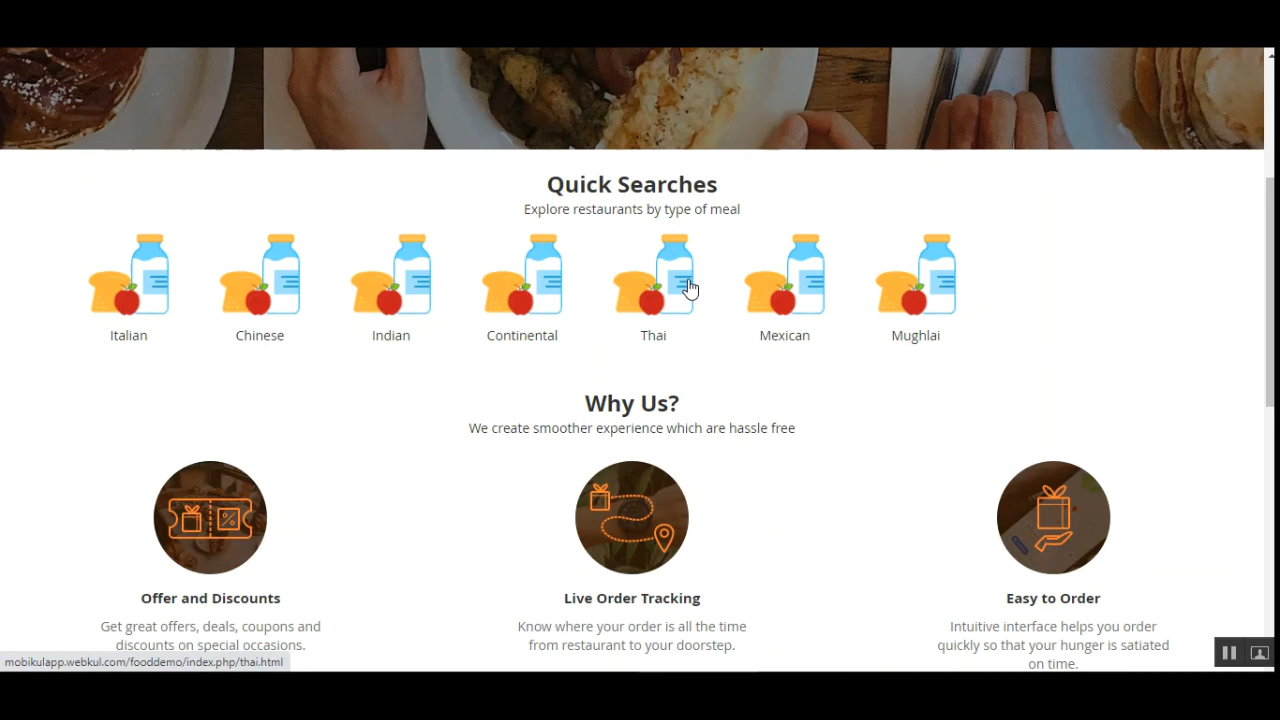 Quick Searches
Explore restaurants by type of meal
Italian
Chinese
Indian
Continental
Thai
Mexican
Mughlai
Why Us?
We create smoother experience which are hassle free
Offer and Discounts
Get great offers, deals, coupons and
discounts on special occasions.
Live Order Tracking
Know where your order is all the time
from restaurant to your doorstep.
Easy to Order
Intuitive interface helps you order
quickly so that your hunger is satiated
on time.
mobikulapp.webkul.com/fooddemo/index.php/thai.html